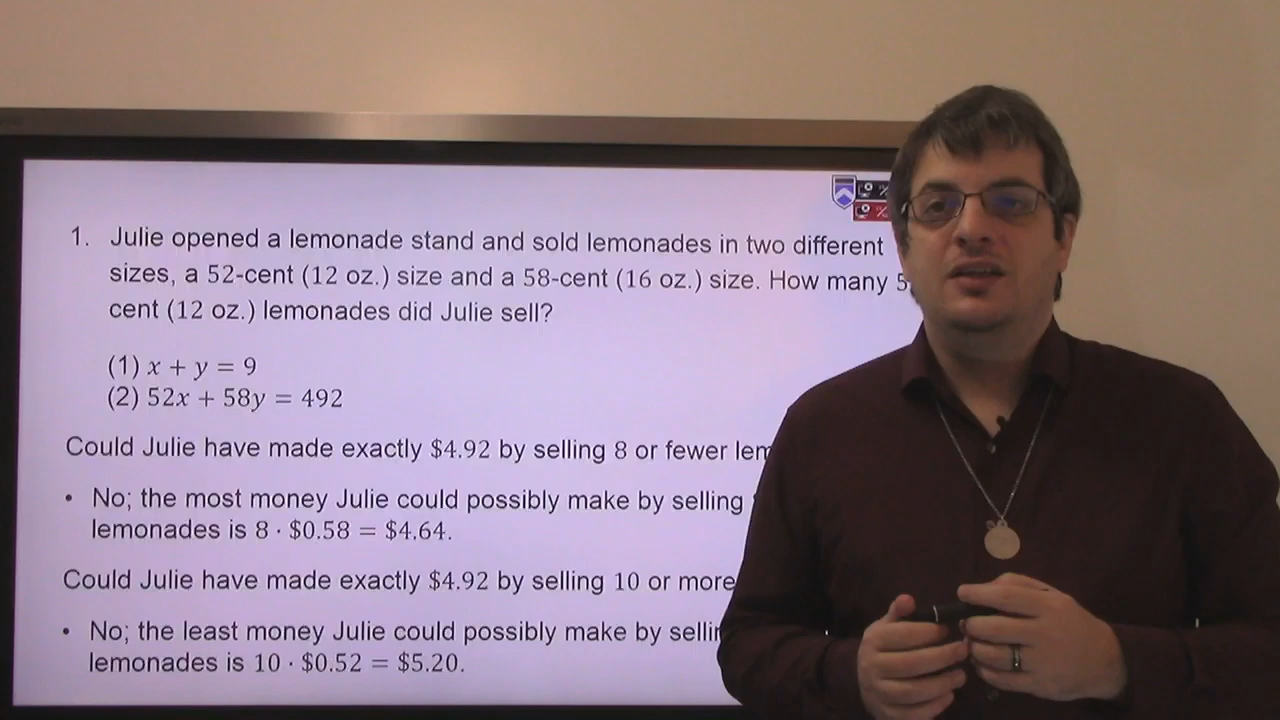 1. Julie opened a lemonade stand and sold lemonades in two different
sizes, a 52-cent (12 oz.) size and a 58-cent (16 oz.) size. How many
cent (12 oz.) lemonades did Julie sell?
(1) x + y = 9
(2) 52x + 58y = 492
Could Julie have made exactly $4.92 by selling 8 or fewer
• No; the most money Julie could possibly make by selling
lemonades is 8 · $0.58 = $4.64.
Could Julie have made exactly $4.92 by selling 10 or more
• No; the least money Julie could possibly make by
lemonades is 10 · $0.52 = $5.20.